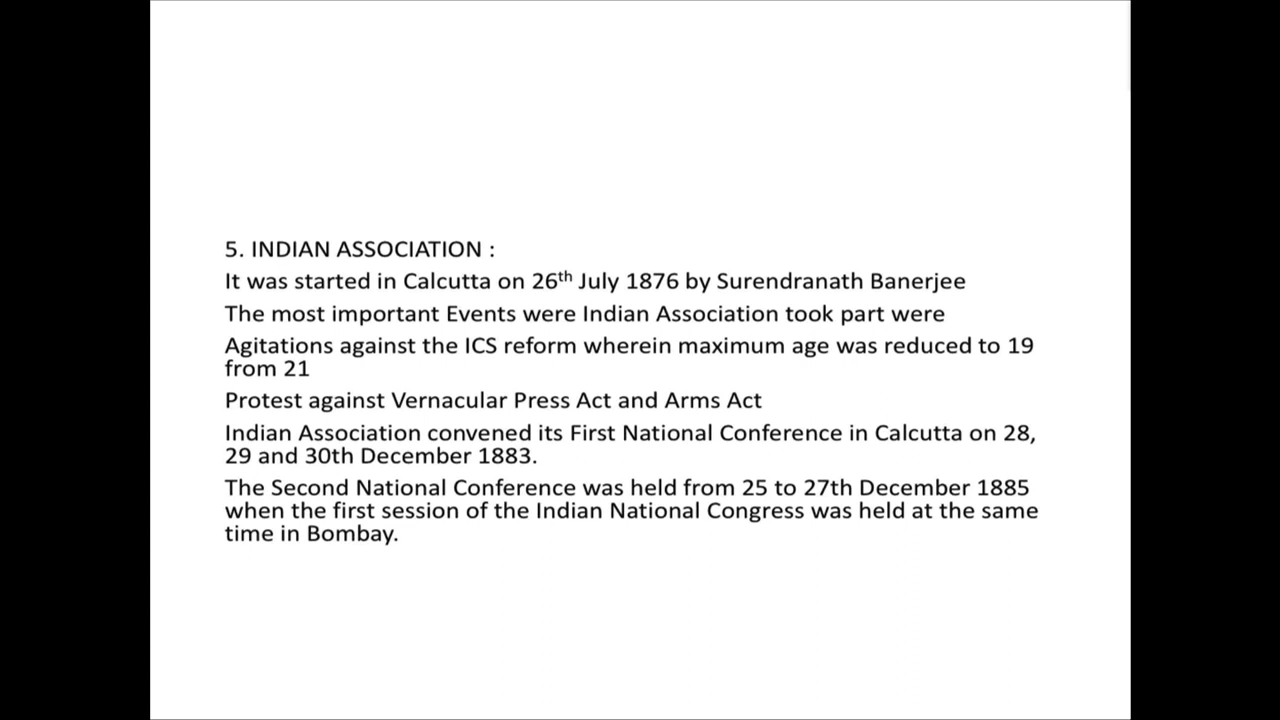 5. INDIAN ASSOCIATION :
It was started in Calcutta on 26th July 1876 by Surendranath Banerjee
The most important Events were Indian Association took part were
Agitations against the ICS reform wherein maximum age was reduced to 19
from 21
Protest against Vernacular Press Act and Arms Act
Indian Association convened its First National Conference in Calcutta on 28,
29 and 30th December 1883.
The Second National Conference was held from 25 to 27th December 1885
when the first session of the Indian National Congress was held at the same
time in Bombay.